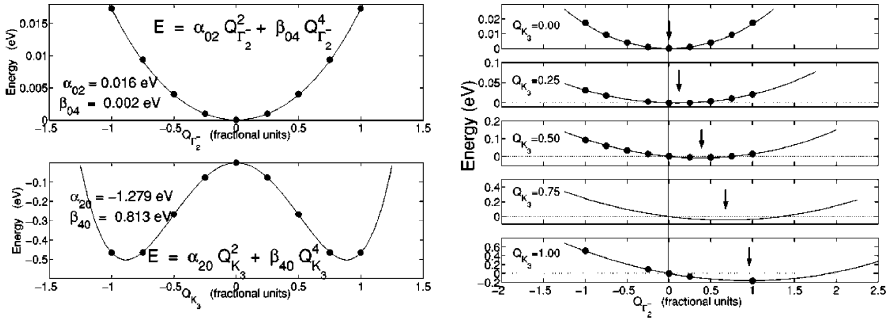 0.015
0.01
0.005
0
Energy (eV)
E = α02 Q²Γ2⁻ + β04 Q⁴Γ2⁻
α02 = 0.016 eV
β04 = 0.002 eV
−1.5 −1 −0.5 0 0.5 1 1.5
QΓ2⁻ (fractional units)
−0.1
−0.2
−0.3
−0.4
−0.5
Energy (eV)
α20 = −1.279 eV
β40 = 0.813 eV
E = α20 Q²K3 + β40 Q⁴K3
−1.5 −1 −0.5 0 0.5 1 1.5
QK3 (fractional units)
Energy (eV)
0.02
0.01
0
QK3=0.00
0.1
0.05
0
QK3=0.25
0.2
0.1
0
QK3=0.50
0.4
0.2
0
QK3=0.75
0.6
0.4
0.2
0
−0.2
QK3=1.00
−2 −1.5 −1 −0.5 0 0.5 1 1.5 2 2.5
QΓ2⁻ (fractional units)